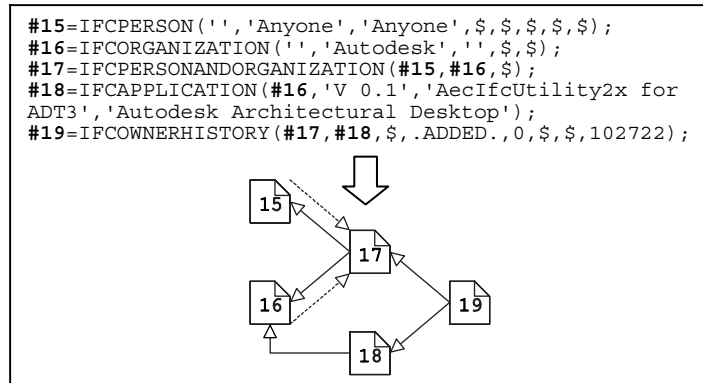 #15=IFCPERSON('','Anyone','Anyone',$,$,$,$,$);
#16=IFCORGANIZATION('','Autodesk','',$,$);
#17=IFCPERSONANDORGANIZATION(#15,#16,$);
#18=IFCAPPLICATION(#16,'V 0.1','AecIfcUtility2x for
ADT3','Autodesk Architectural Desktop');
#19=IFCOWNERHISTORY(#17,#18,$,.ADDED.,0,$,$,102722);
15
17
16
19
18